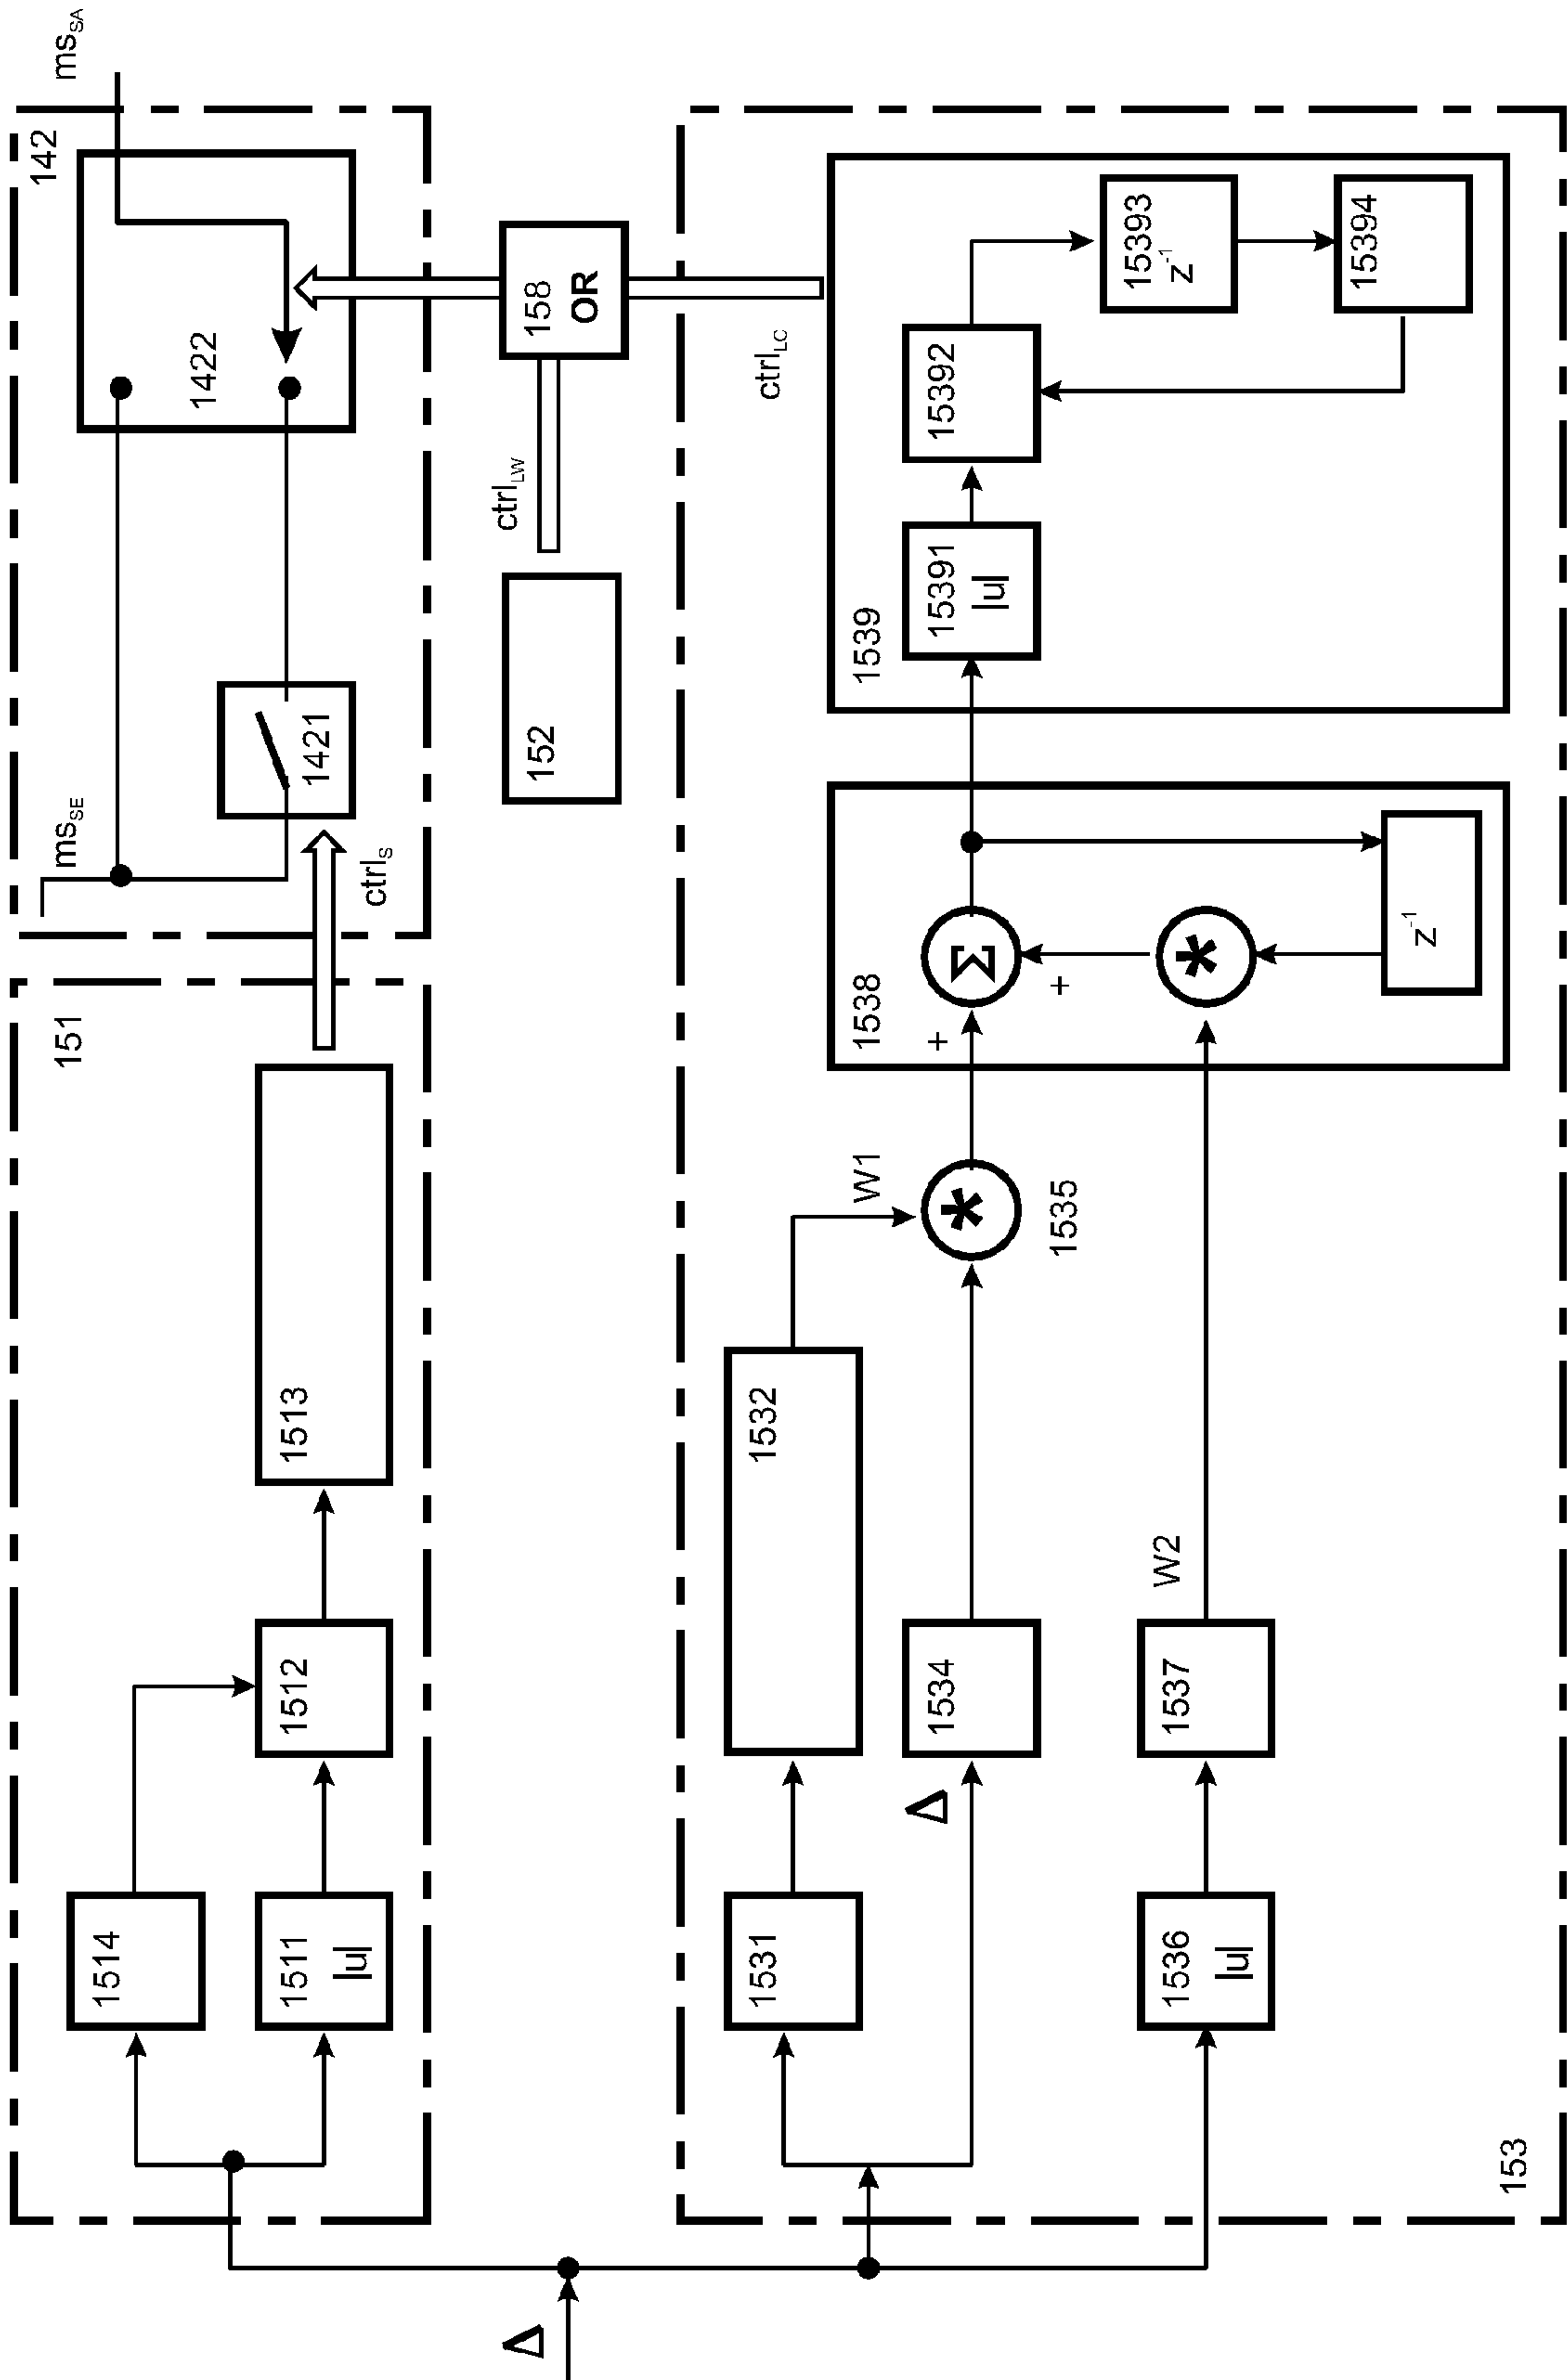 151
1514
1511
|u|
1512
1513
ctrl_S
ms_SE
142
ms_SA
1421
1422
152
ctrl_LW
158
OR
Δ
153
1531
1532
Δ
1534
W1
1535
1536
|u|
1537
W2
1538
+
Σ
+
*
*
z⁻¹
1539
ctrl_LC
15391
|u|
15392
15393
z⁻¹
15394